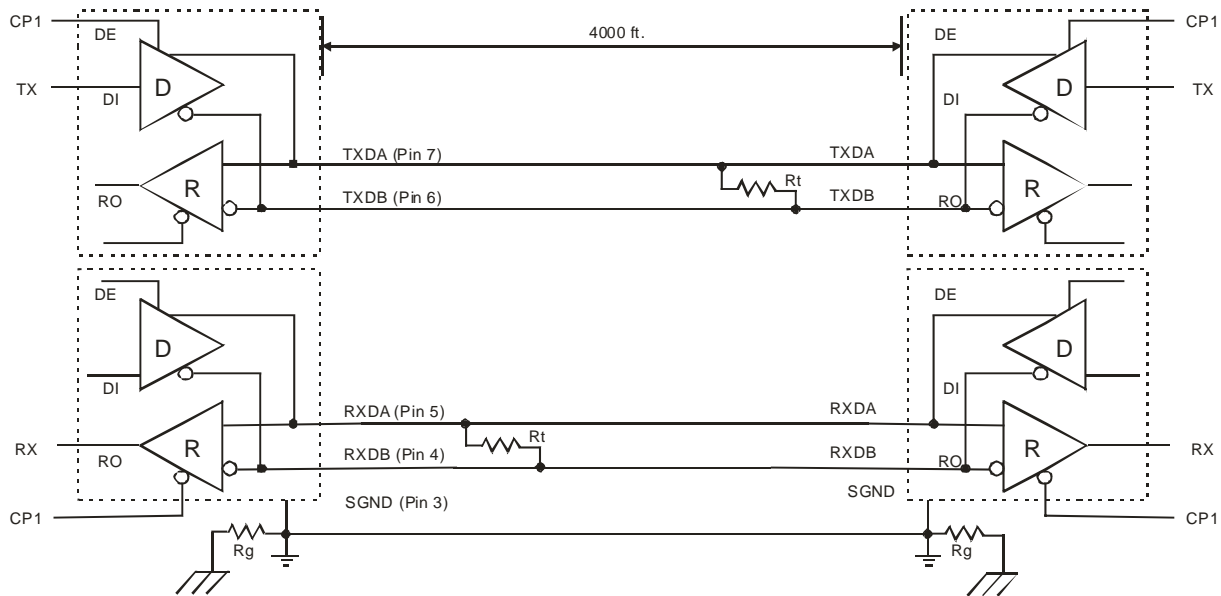 CP1
DE
4000 ft.
DE
CP1
TX
D
DI
DI
D
TX
TXDA (Pin 7)
TXDA
R
RO
Rt
R
TXDB (Pin 6)
TXDB
RO
DE
DE
D
D
DI
DI
RXDA (Pin 5)
RXDA
RX
RO
R
Rt
R
RX
RXDB (Pin 4)
RXDB
RO
SGND (Pin 3)
SGND
CP1
CP1
Rg
Rg